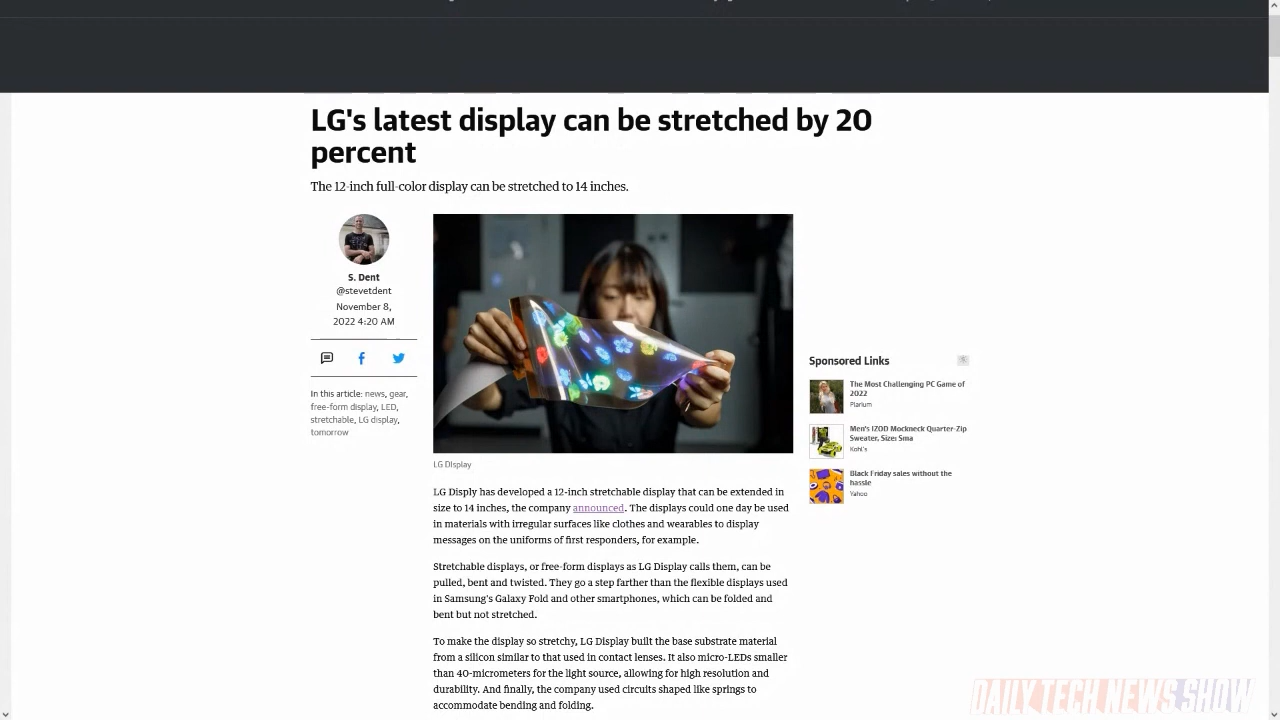 LG's latest display can be stretched by 20
percent
The 12-inch full-color display can be stretched to 14 inches.
S. Dent
@stevetdent
November 8,
2022 4:20 AM
In this article: news, gear,
free-form display, LED,
stretchable, LG display,
tomorrow
LG Display
LG Disply has developed a 12-inch stretchable display that can be extended in
size to 14 inches, the company announced. The displays could one day be used
in materials with irregular surfaces like clothes and wearables to display
messages on the uniforms of first responders, for example.
Stretchable displays, or free-form displays as LG Display calls them, can be
pulled, bent and twisted. They go a step farther than the flexible displays used
in Samsung's Galaxy Fold and other smartphones, which can be folded and
bent but not stretched.
To make the display so stretchy, LG Display built the base substrate material
from a silicon similar to that used in contact lenses. It also micro-LEDs smaller
than 40-micrometers for the light source, allowing for high resolution and
durability. And finally, the company used circuits shaped like springs to
accommodate bending and folding.
Sponsored Links
The Most Challenging PC Game of
2022
Plarium
Men's IZOD Mockneck Quarter-Zip
Sweater, Size: Sma
Kohl's
Black Friday sales without the
hassle
Yahoo
DAILY TECH NEWS SHOW